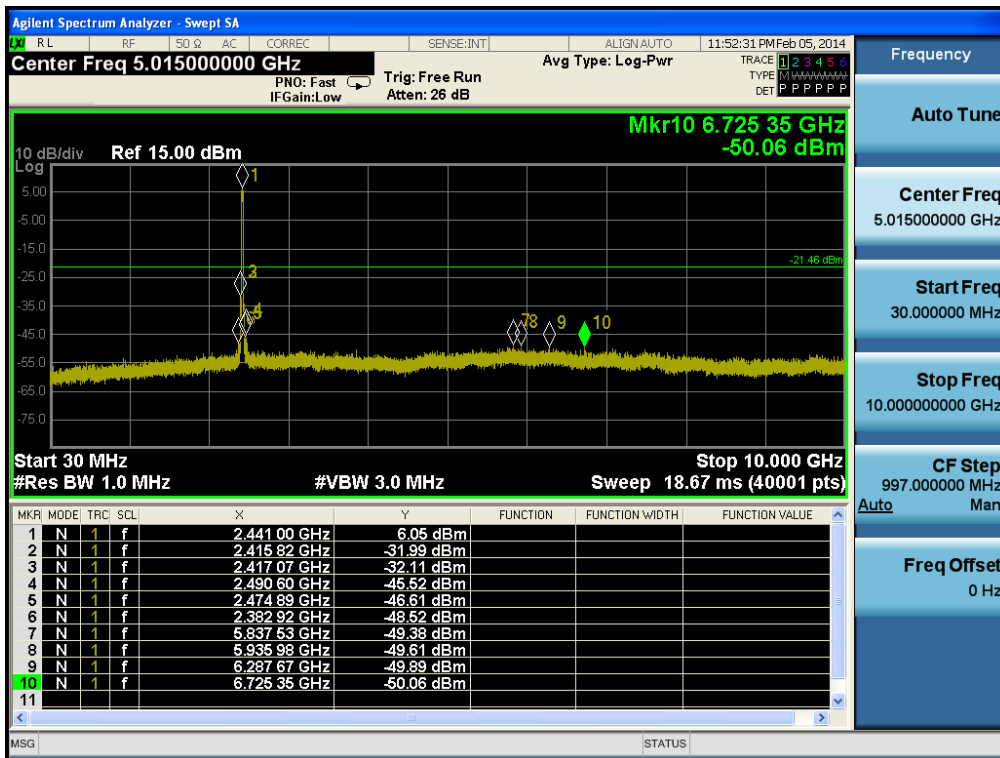 Agilent Spectrum Analyzer - Swept SA
LXI RL RF 50 Ω AC CORREC SENSE:INT ALIGNAUTO 11:52:31 PM Feb 05, 2014
Center Freq 5.015000000 GHz
PNO: Fast
IFGain:Low
Trig: Free Run
Atten: 26 dB
Avg Type: Log-Pwr
TRACE 1 2 3 4 5 6
TYPE M
DET P P P P P P
Mkr10 6.725 35 GHz
-50.06 dBm
10 dB/div Ref 15.00 dBm
Log
5.00
-5.00
-15.0
-25.0
-35.0
-45.0
-55.0
-65.0
-75.0
-21.46 dBm
1
3
7 8 9 10
Start 30 MHz Stop 10.000 GHz
#Res BW 1.0 MHz #VBW 3.0 MHz Sweep 18.67 ms (40001 pts)
MKR MODE TRC SCL X Y FUNCTION FUNCTION WIDTH FUNCTION VALUE
1 N 1 f 2.441 00 GHz 6.05 dBm
2 N 1 f 2.415 82 GHz -31.99 dBm
3 N 1 f 2.417 07 GHz -32.11 dBm
4 N 1 f 2.490 60 GHz -45.52 dBm
5 N 1 f 2.474 89 GHz -46.61 dBm
6 N 1 f 2.382 92 GHz -48.52 dBm
7 N 1 f 5.837 53 GHz -49.38 dBm
8 N 1 f 5.935 98 GHz -49.61 dBm
9 N 1 f 6.287 67 GHz -49.89 dBm
10 N 1 f 6.725 35 GHz -50.06 dBm
11
MSG STATUS
Frequency
Auto Tune
Center Freq
5.015000000 GHz
Start Freq
30.000000 MHz
Stop Freq
10.000000000 GHz
CF Step
997.000000 MHz
Auto Man
Freq Offset
0 Hz